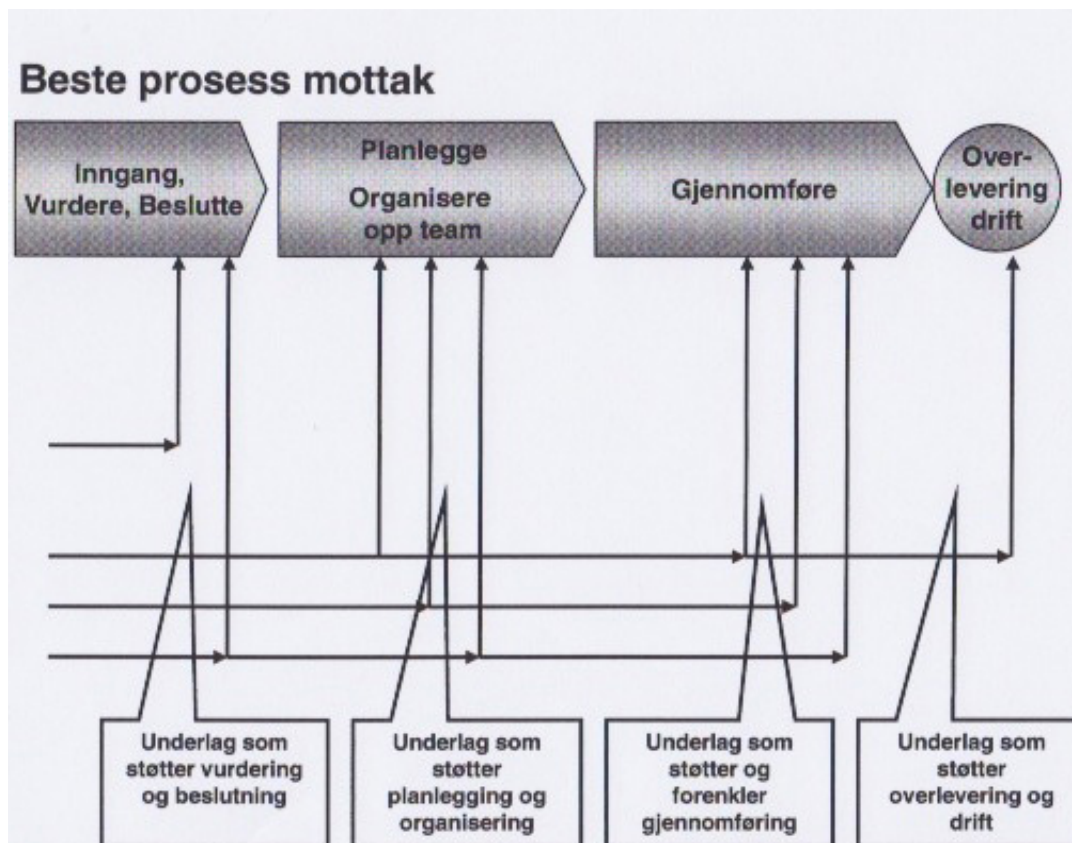 Beste prosess mottak
Inngang,
Vurdere, Beslutte
Planlegge
Organisere
opp team
Gjennomføre
Over-
levering
drift
Underlag som
støtter vurdering
og beslutning
Underlag som
støtter
planlegging og
organisering
Underlag som
støtter og
forenkler
gjennomføring
Underlag som
støtter
overlevering og
drift